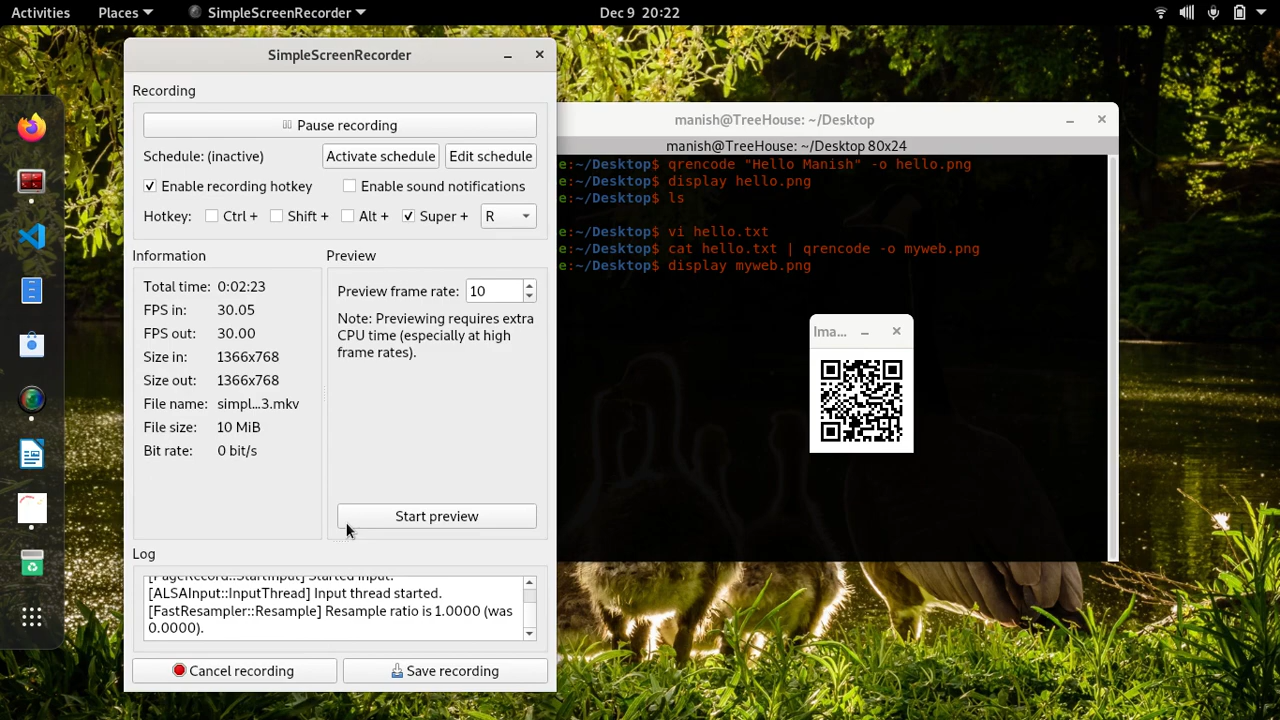 Activities Places SimpleScreenRecorder Dec 9 20:22
SimpleScreenRecorder
Recording
Pause recording
Schedule: (inactive) Activate schedule Edit schedule
Enable recording hotkey Enable sound notifications
Hotkey: Ctrl + Shift + Alt + Super + R
Information
Total time: 0:02:23
FPS in: 30.05
FPS out: 30.00
Size in: 1366x768
Size out: 1366x768
File name: simpl...3.mkv
File size: 10 MiB
Bit rate: 0 bit/s
Preview
Preview frame rate: 10
Note: Previewing requires extra
CPU time (especially at high
frame rates).
Start preview
Log
[PageRecord::StartInput] Started input.
[ALSAInput::InputThread] Input thread started.
[FastResampler::Resample] Resample ratio is 1.0000 (was
0.0000).
Cancel recording Save recording
manish@TreeHouse: ~/Desktop
manish@TreeHouse: ~/Desktop 80x24
e:~/Desktop$ qrencode "Hello Manish" -o hello.png
e:~/Desktop$ display hello.png
e:~/Desktop$ ls
e:~/Desktop$ vi hello.txt
e:~/Desktop$ cat hello.txt | qrencode -o myweb.png
e:~/Desktop$ display myweb.png
Ima...